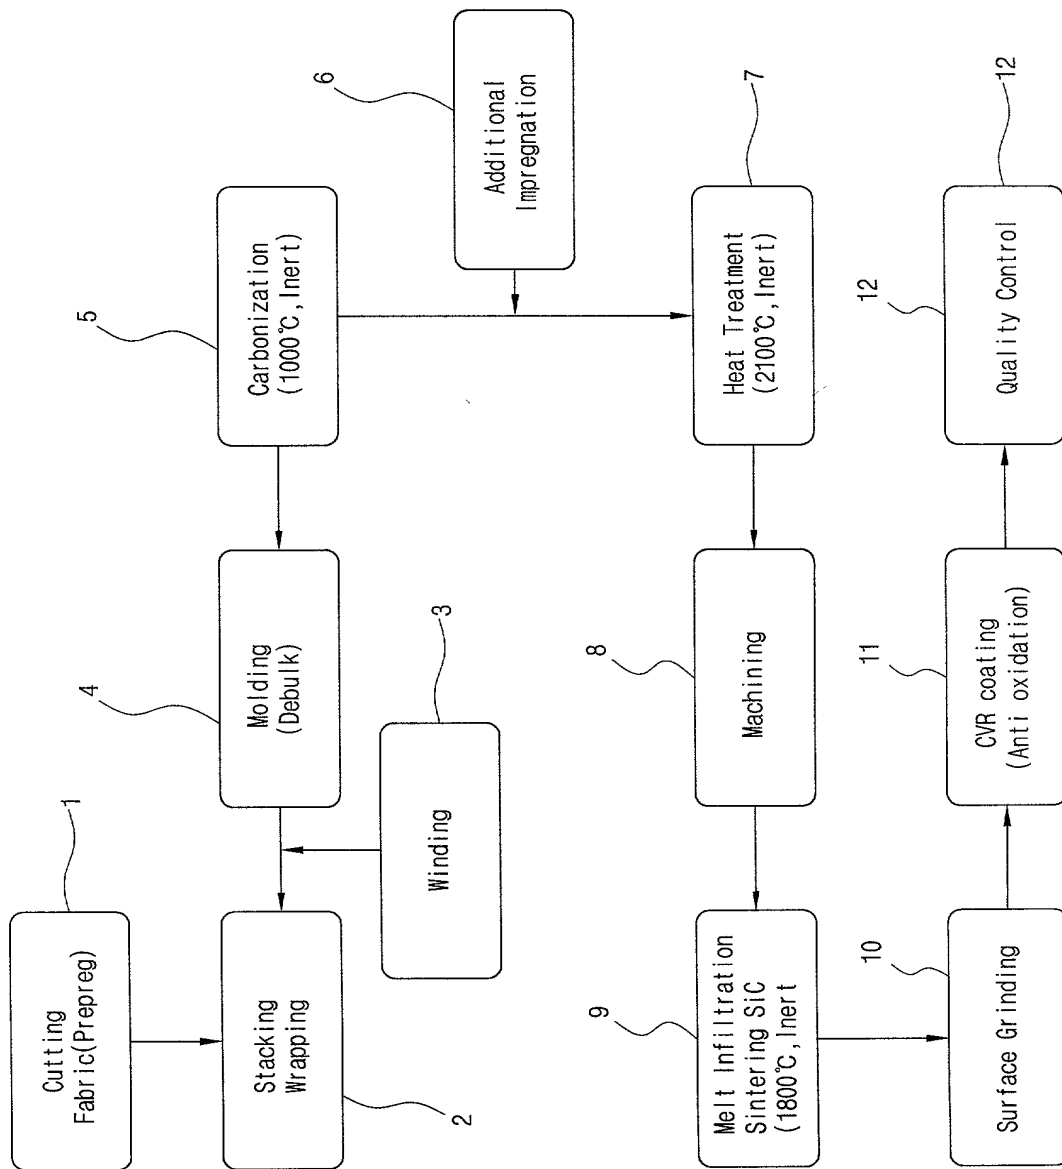 1
Cutting
Fabric(Prepreg)
2
Stacking
Wrapping
3
Winding
4
Molding
(Debulk)
5
Carbonization
(1000℃,Inert)
6
Additional
Impregnation
7
Heat Treatment
(2100℃,Inert)
8
Machining
9
Melt Infiltration
Sintering SiC
(1800℃,Inert
10
Surface Grinding
11
CVR coating
(Anti oxidation)
12
12
Quality Control